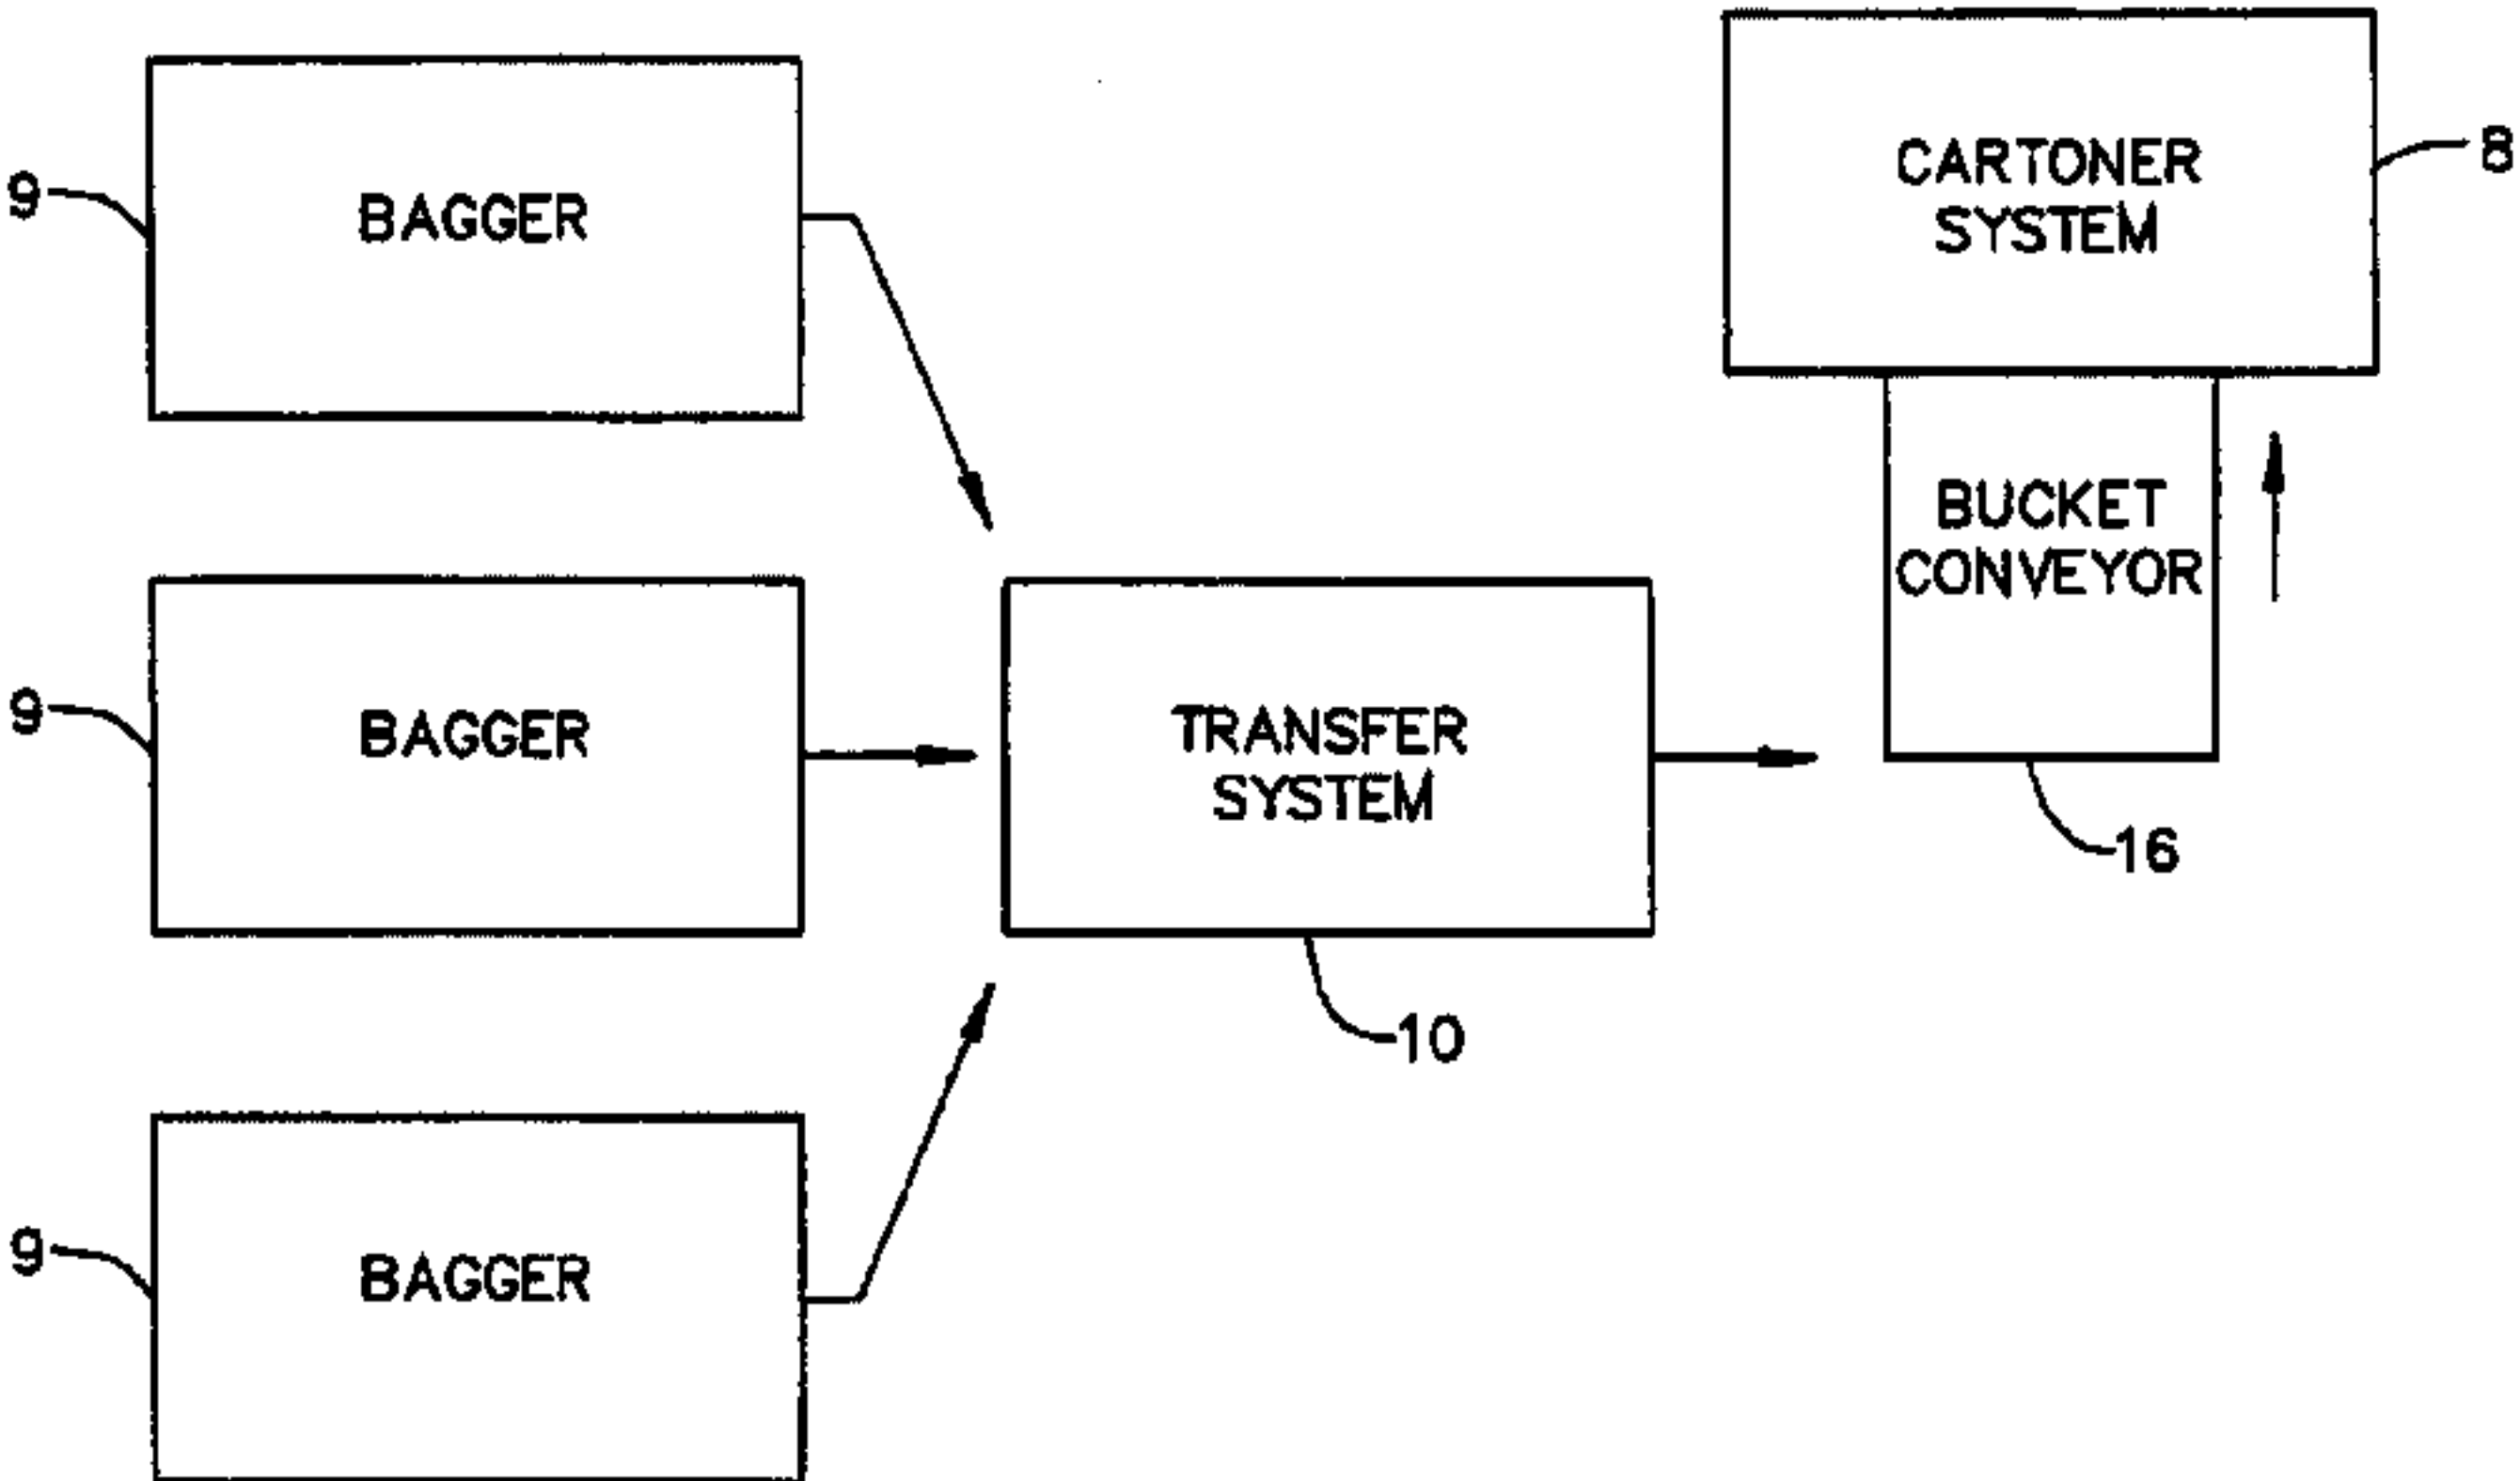 9
BAGGER
CARTONER
SYSTEM
8
BUCKET
CONVEYOR
9
BAGGER
TRANSFER
SYSTEM
16
10
9
BAGGER